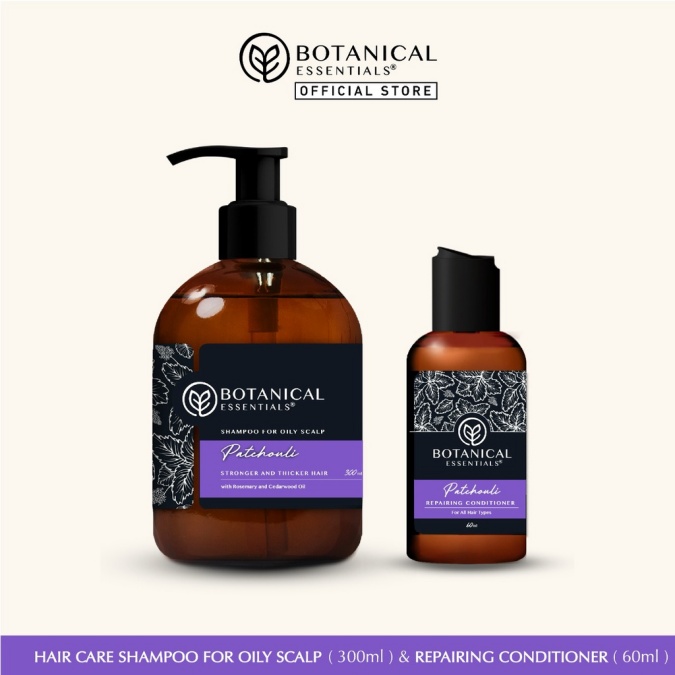 BOTANICAL
ESSENTIALS®
OFFICIAL STORE
BOTANICAL
ESSENTIALS®
SHAMPOO FOR OILY SCALP
Patchouli
STRONGER AND THICKER HAIR 300 ml
with Rosemary and Cedarwood Oil
BOTANICAL
ESSENTIALS®
Patchouli
REPAIRING CONDITIONER
For All Hair Types
60ml
HAIR CARE SHAMPOO FOR OILY SCALP ( 300ml ) & REPAIRING CONDITIONER ( 60ml )